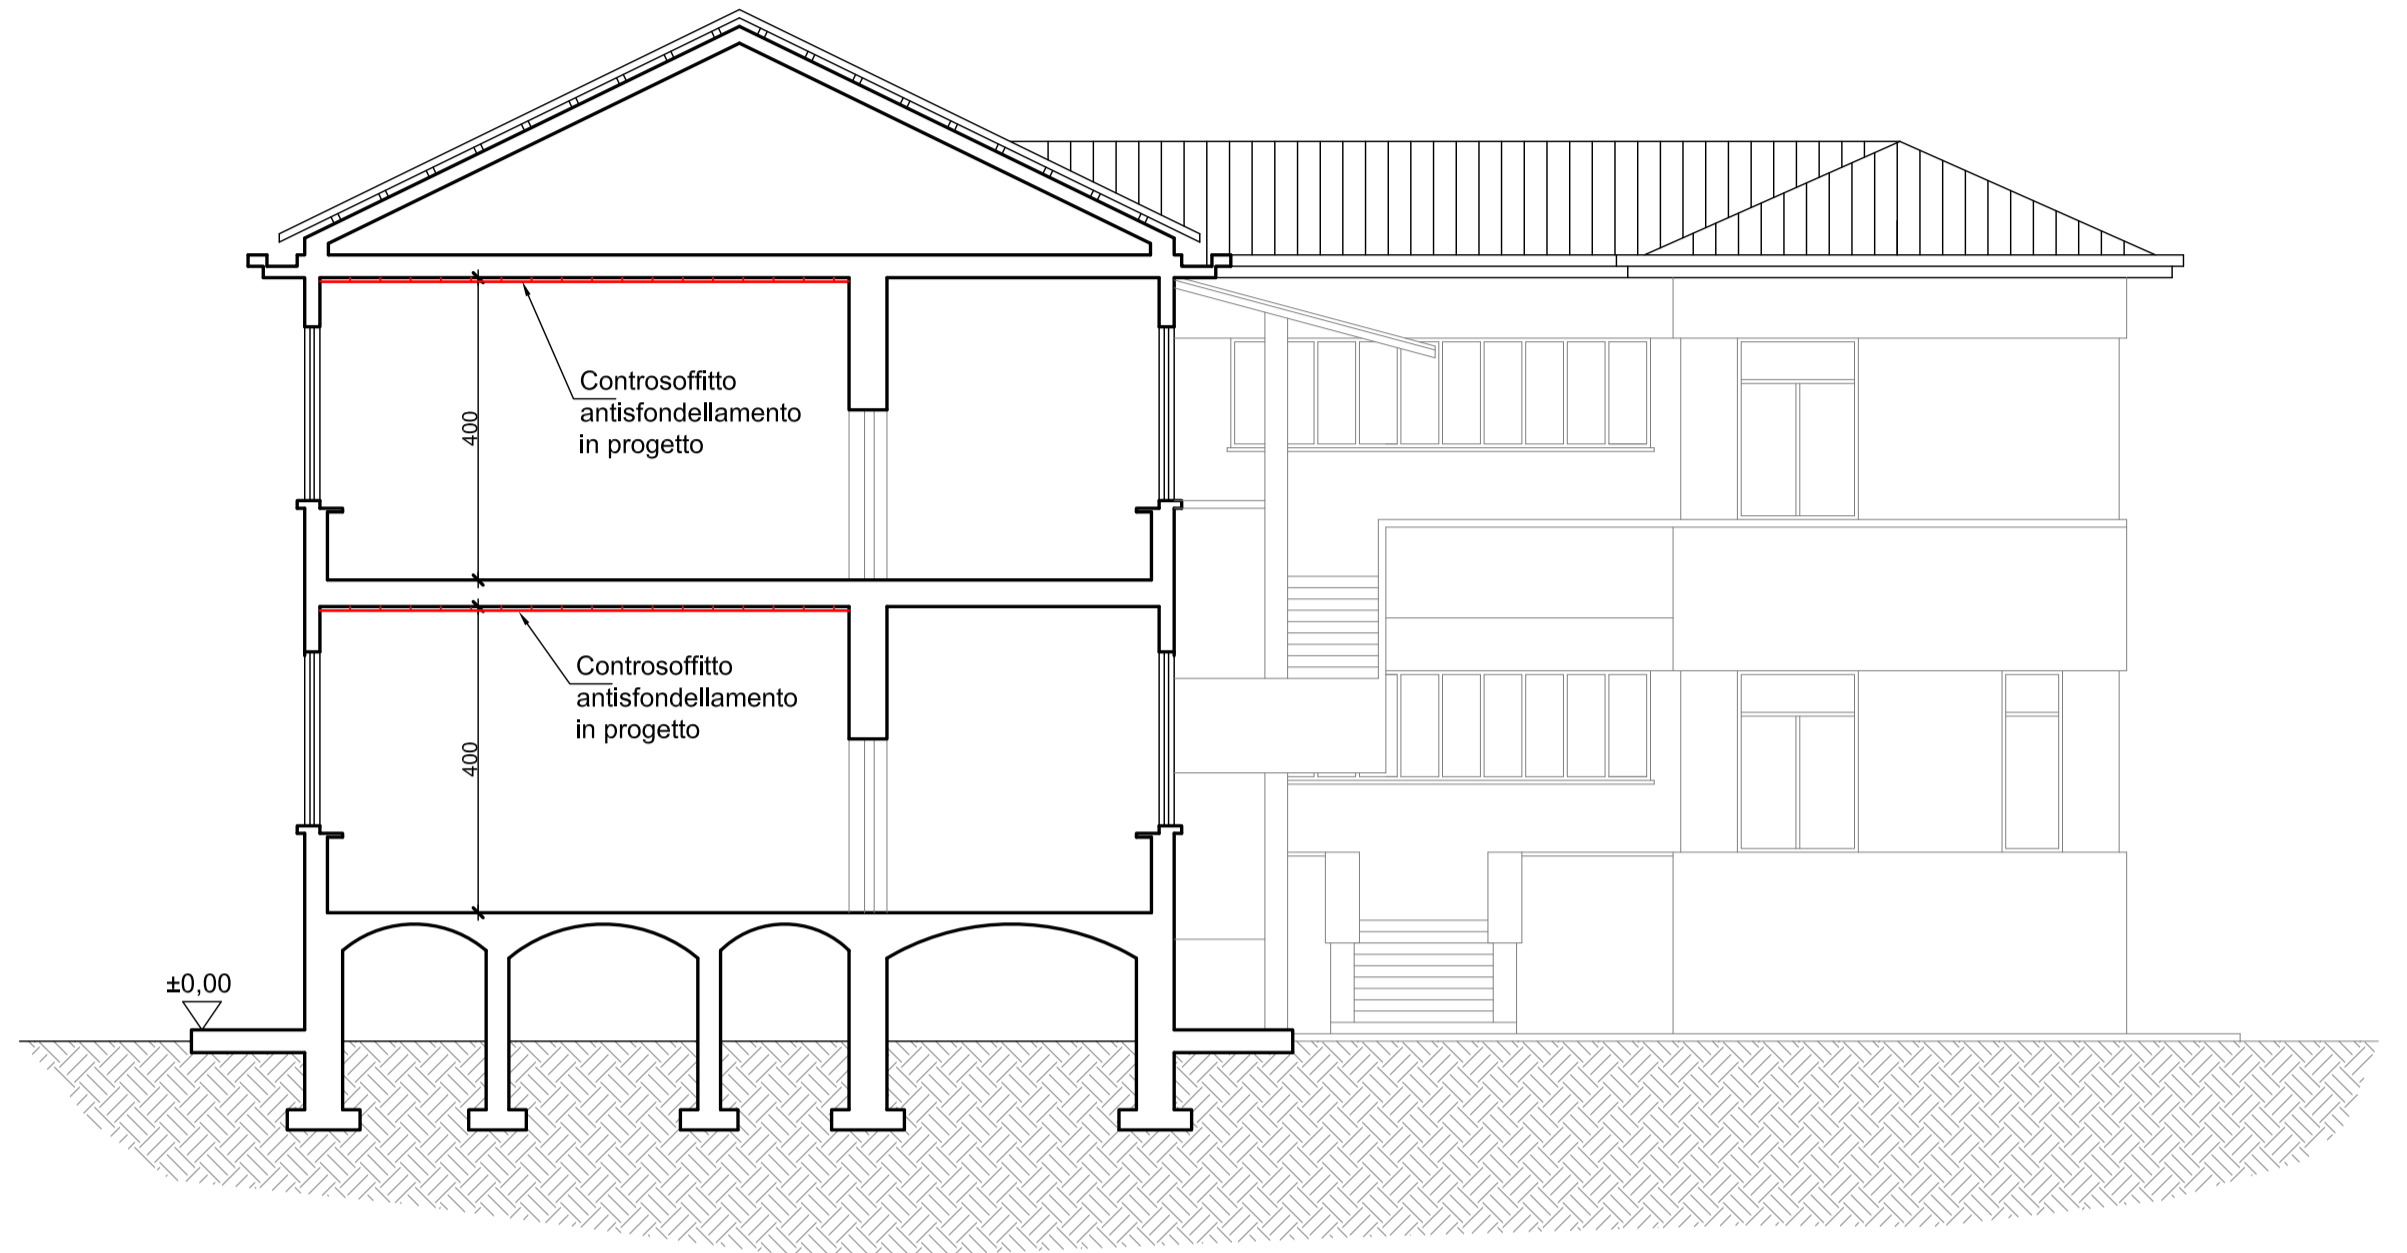 Controsoffitto
antisfondellamento
in progetto
400
Controsoffitto
antisfondellamento
in progetto
400
±0,00